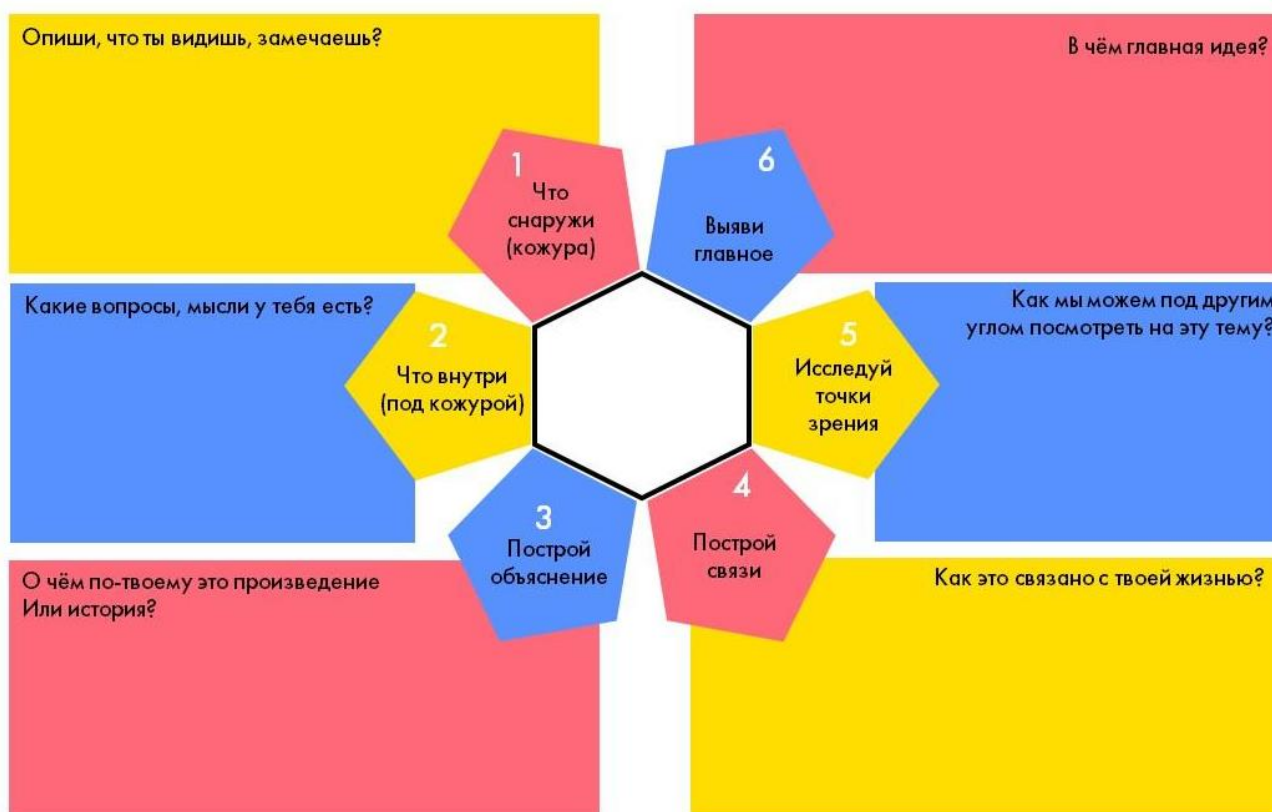 Опиши, что ты видишь, замечаешь?
1
Что
снаружи
(кожура)
Какие вопросы, мысли у тебя есть?
2
Что внутри
(под кожурой)
О чём по-твоему это произведение
Или история?
3
Построй
объяснение
4
Построй
связи
Как это связано с твоей жизнью?
5
Исследуй
точки
зрения
Как мы можем под другим
углом посмотреть на эту тему?
6
Выяви
главное
В чём главная идея?